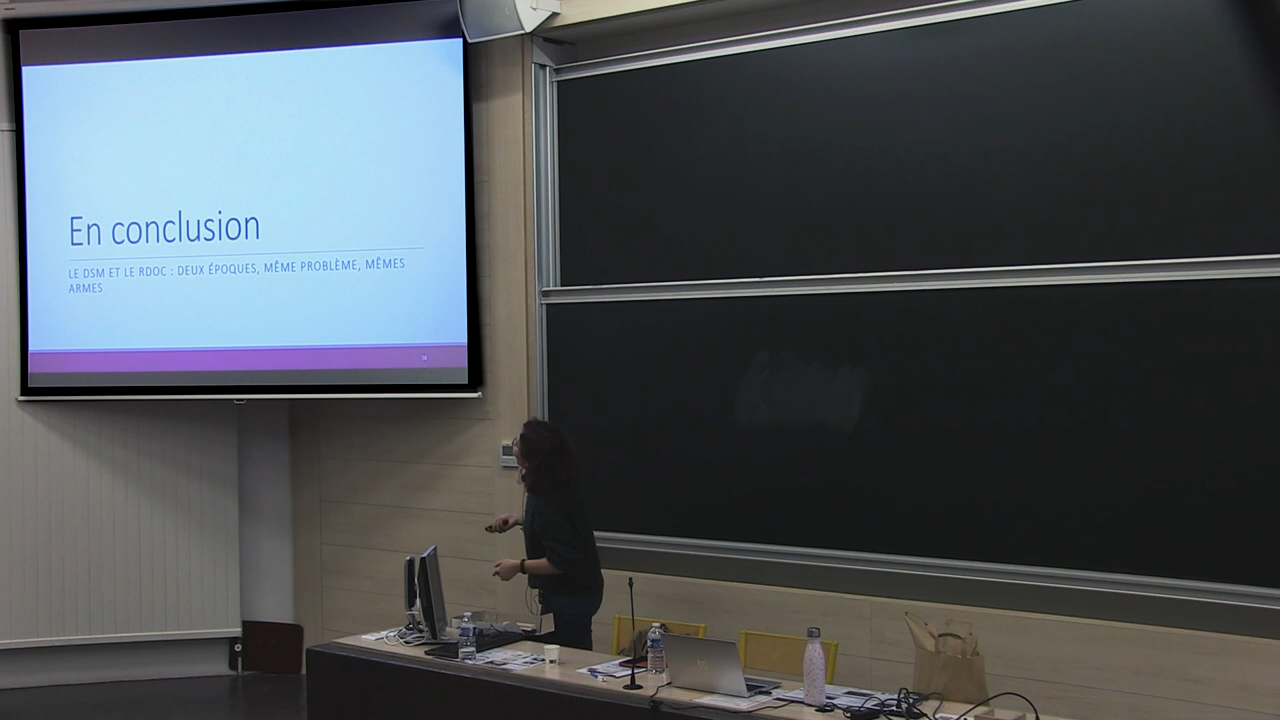 En conclusion
LE DSM ET LE RDOC : DEUX ÉPOQUES, MÊME PROBLÈME, MÊMES
ARMES